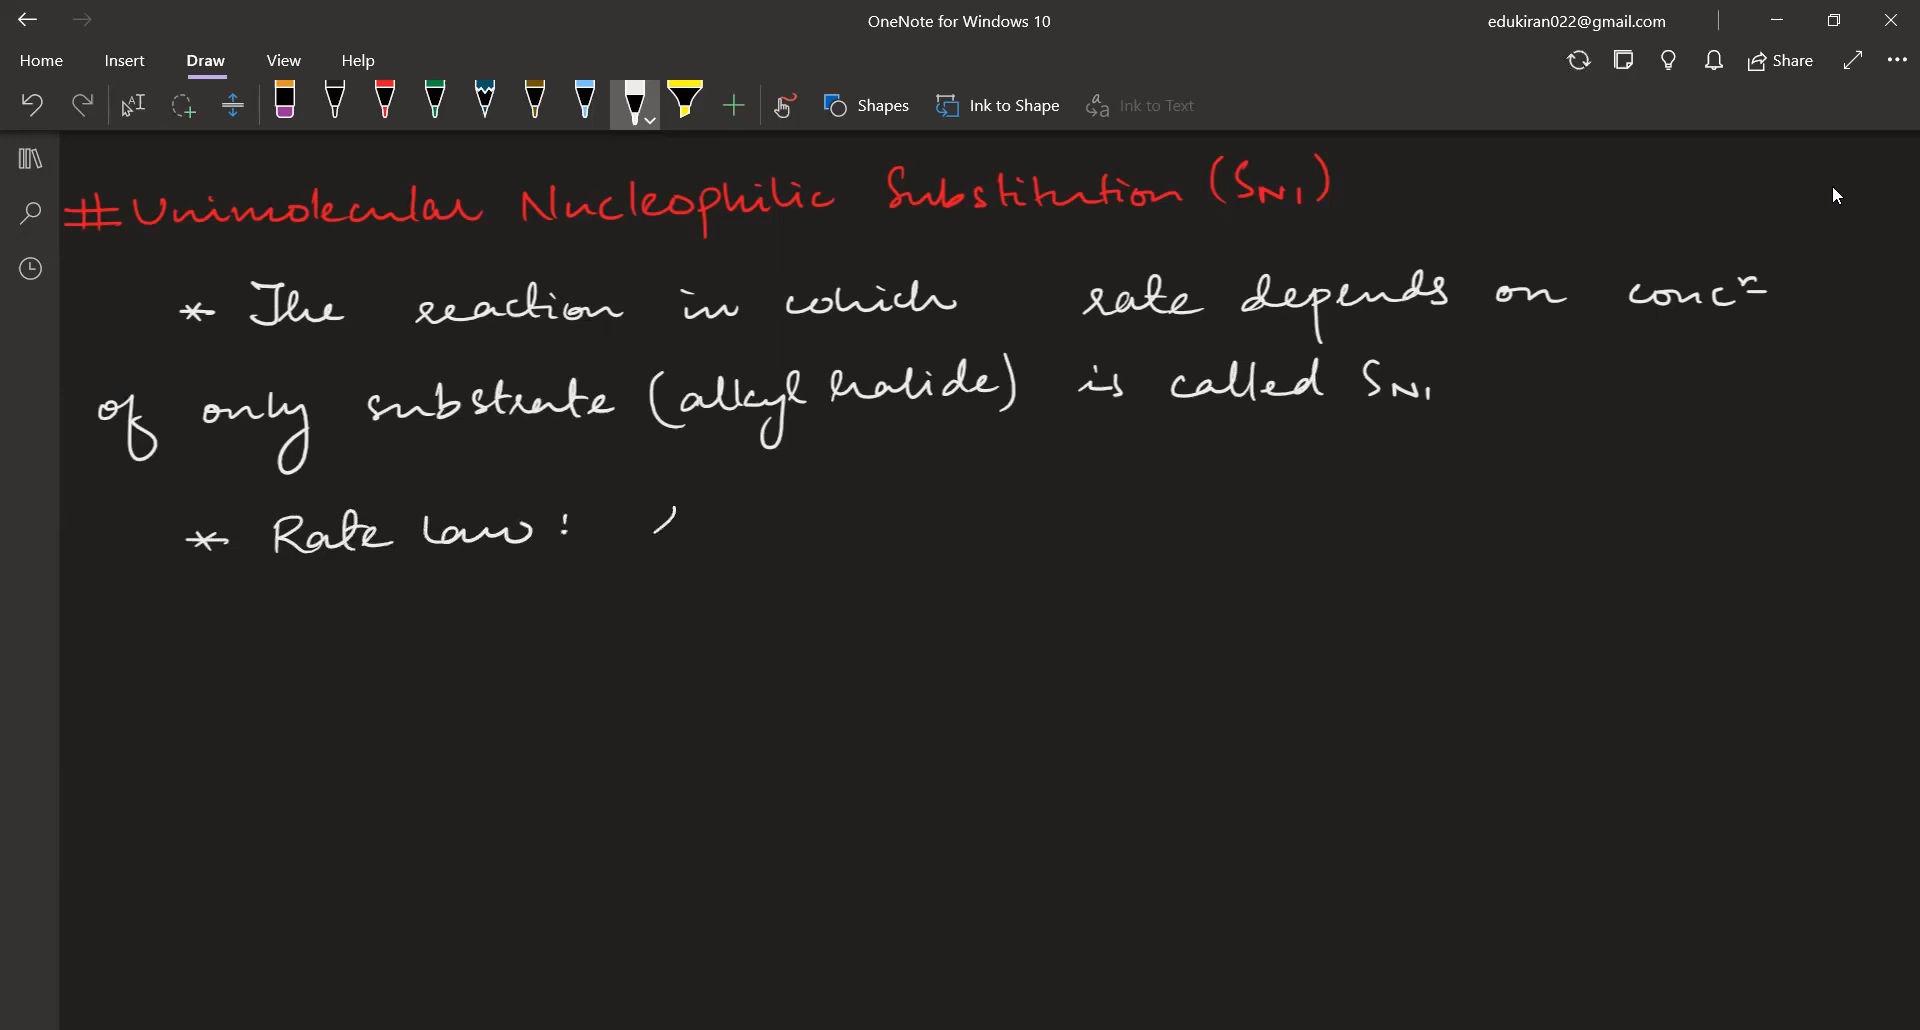 OneNote for Windows 10
edukiran022@gmail.com
Home Insert Draw View Help
Share
Shapes Ink to Shape Ink to Text
# Unimolecular Nucleophilic Substitution (SN1)
* The reaction in which rate depends on concn
of only substrate (alkyl halide) is called SN1
* Rate law :